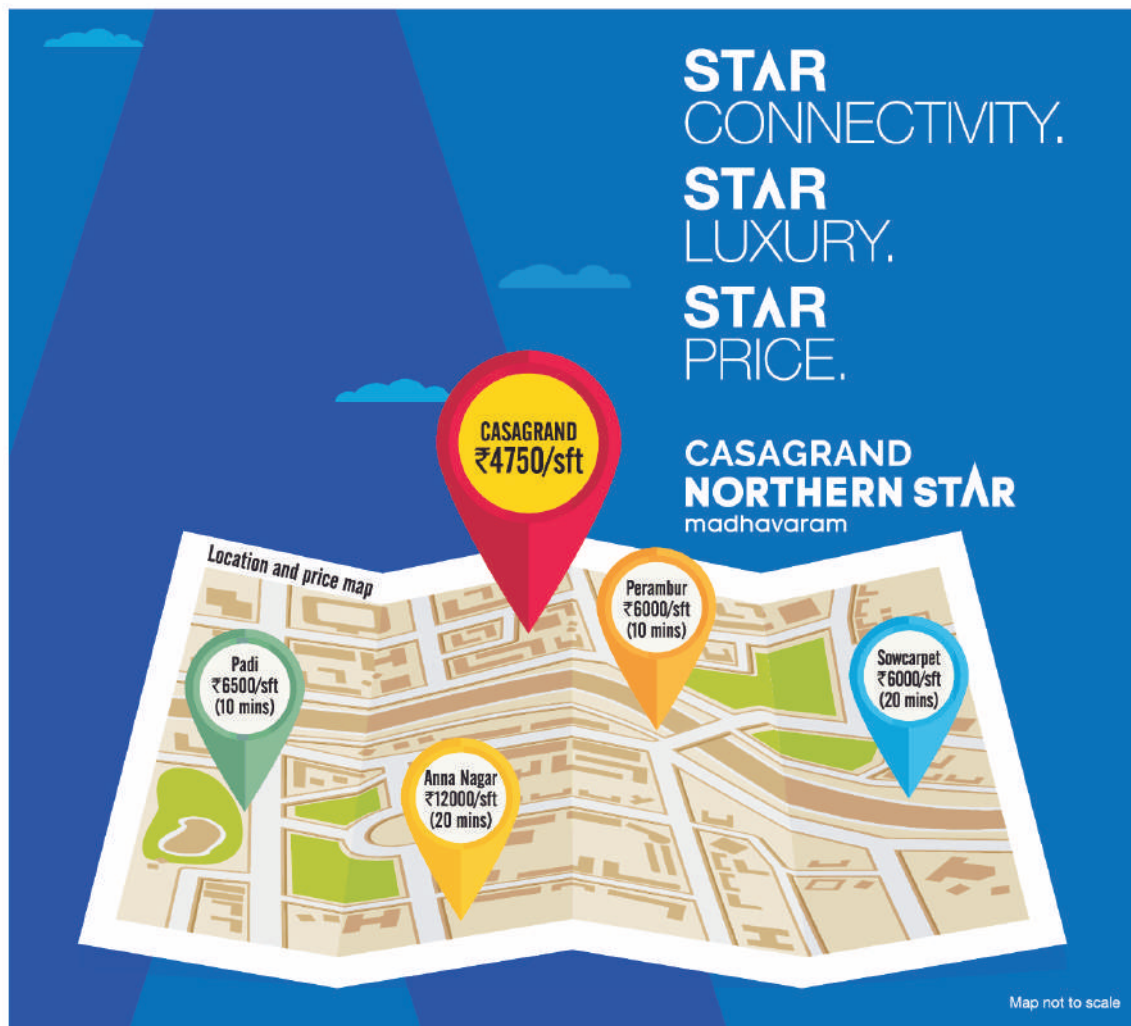 STAR
CONNECTIVITY.
STAR
LUXURY.
STAR
PRICE.
CASAGRAND
₹4750/sft
CASAGRAND
NORTHERN STAR
madhavaram
Location and price map
Perambur
₹6000/sft
(10 mins)
Padi
₹6500/sft
(10 mins)
Sowcarpet
₹6000/sft
(20 mins)
Anna Nagar
₹12000/sft
(20 mins)
Map not to scale